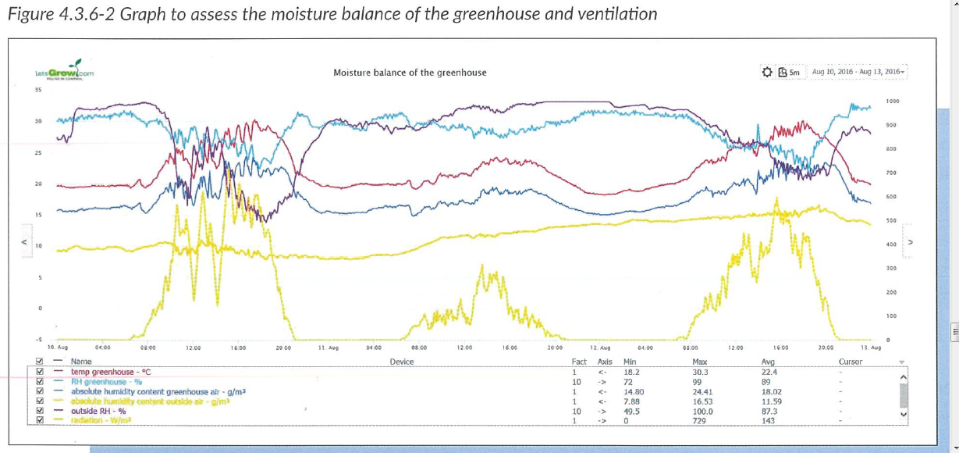 Figure 4.3.6-2 Graph to assess the moisture balance of the greenhouse and ventilation
LetsGrow.com
Moisture balance of the greenhouse
5m Aug 10, 2016 - Aug 13, 2016
35
30
25
20
15
10
5
0
-5
1000
900
800
700
600
500
400
300
200
100
0
10. Aug 04:00 08:00 12:00 16:00 20:00 11. Aug 04:00 08:00 12:00 16:00 20:00 12. Aug 04:00 08:00 12:00 16:00 20:00 13. Aug
Name Device Fact Axis Min Max Avg Cursor
temp greenhouse - °C 1 <- 18.2 30.3 22.4 -
RH greenhouse - % 10 -> 72 99 89 -
absolute humidity content greenhouse air - g/m³ 1 <- 14.80 24.41 18.02 -
absolute humidity content outside air - g/m³ 1 <- 7.88 16.53 11.59 -
outside RH - % 10 -> 49.5 100.0 87.3 -
radiation - W/m² 1 -> 0 729 143 -